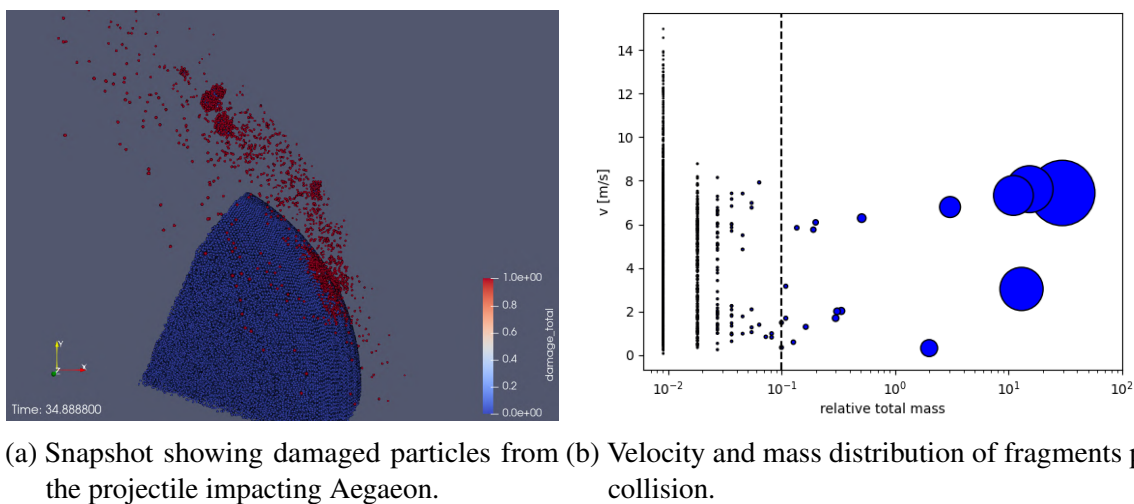 1.0e+00
0.8
0.6
0.4
0.2
0.0e+00
damage_total
Y
Z
X
Time: 34.888800
14
12
10
8
6
4
2
0
v [m/s]
10⁻²
10⁻¹
10⁰
10¹
10²
relative total mass
(a) Snapshot showing damaged particles from
the projectile impacting Aegaeon.
(b) Velocity and mass distribution of fragments p
collision.